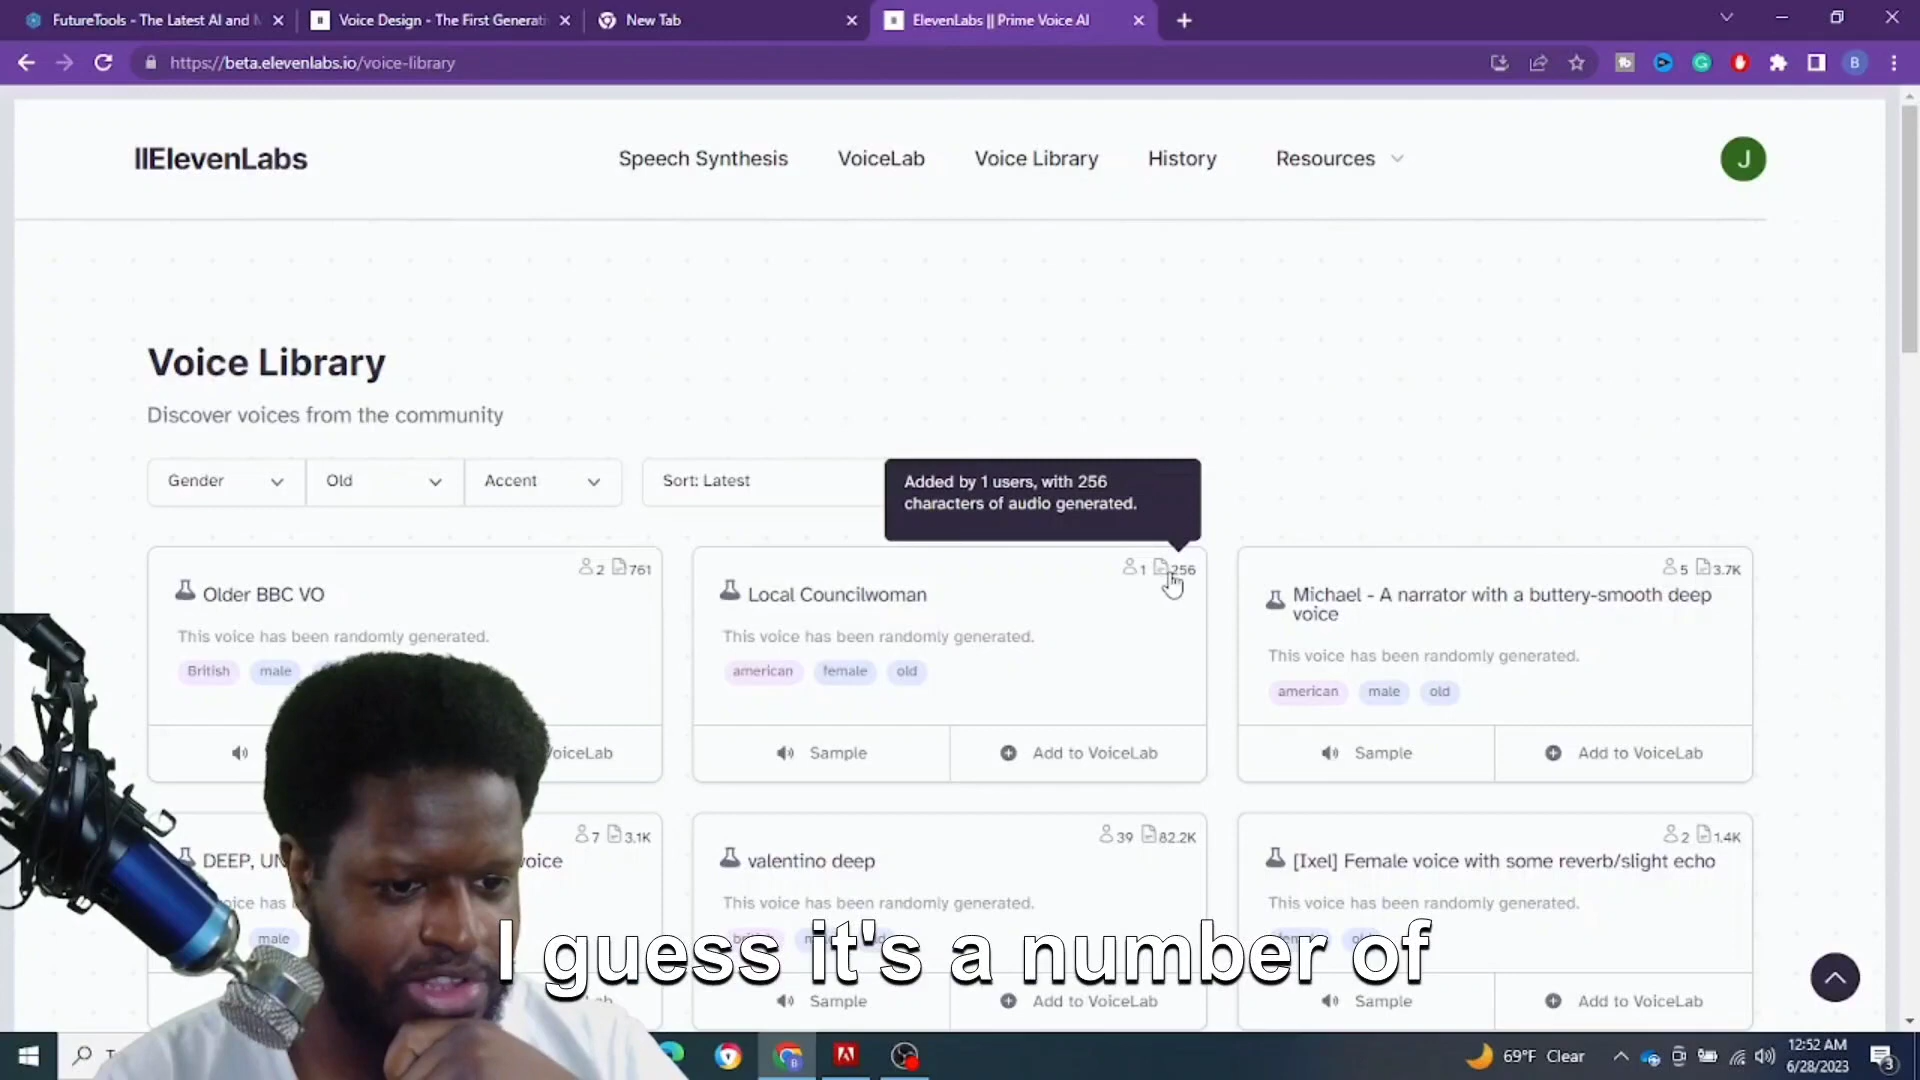 FutureTools - The Latest AI and M
Voice Design - The First Generati
New Tab
ElevenLabs || Prime Voice AI
https://beta.elevenlabs.io/voice-library
B
IIElevenLabs
Speech Synthesis
VoiceLab
Voice Library
History
Resources
J
Voice Library
Discover voices from the community
Gender
Old
Accent
Sort: Latest
Added by 1 users, with 256
characters of audio generated.
2 761
Older BBC VO
This voice has been randomly generated.
British male
VoiceLab
1 256
Local Councilwoman
This voice has been randomly generated.
american female old
Sample
Add to VoiceLab
5 3.7K
Michael - A narrator with a buttery-smooth deep
voice
This voice has been randomly generated.
american male old
Sample
Add to VoiceLab
7 3.1K
DEEP, voice
male
39 82.2K
valentino deep
This voice has been randomly generated.
Sample
Add to VoiceLab
2 1.4K
[Ixel] Female voice with some reverb/slight echo
This voice has been randomly generated.
Sample
Add to VoiceLab
I guess it's a number of
69°F Clear
12:52 AM
6/28/2023
3